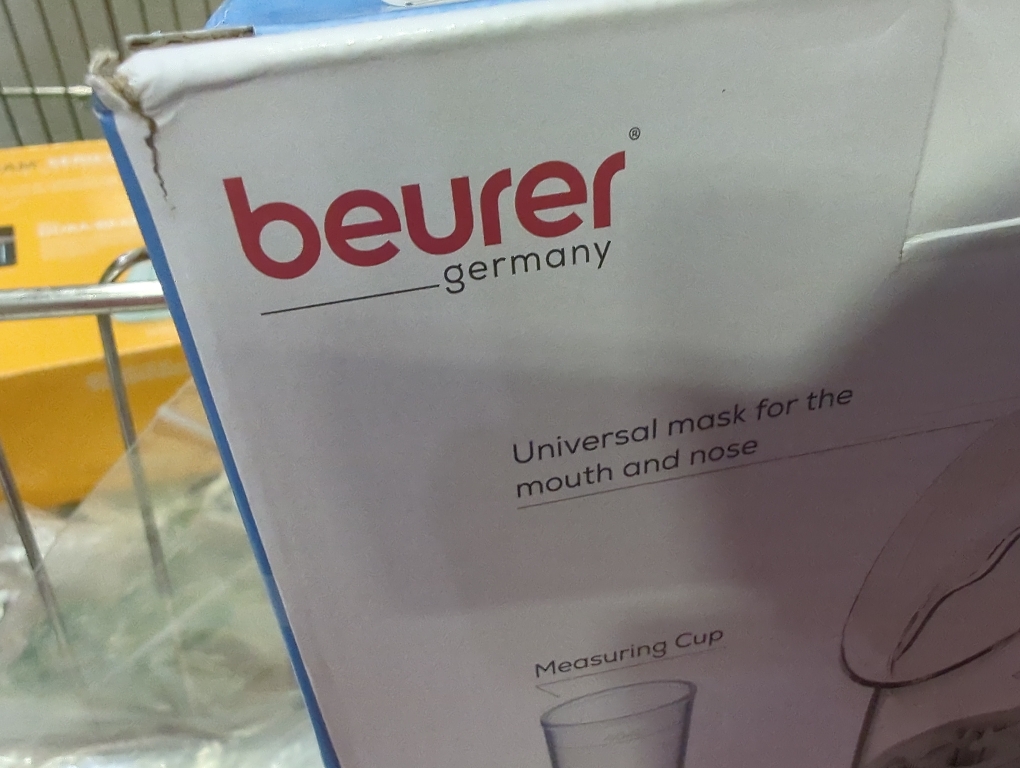 beurer®
germany
Universal mask for the
mouth and nose
Measuring Cup